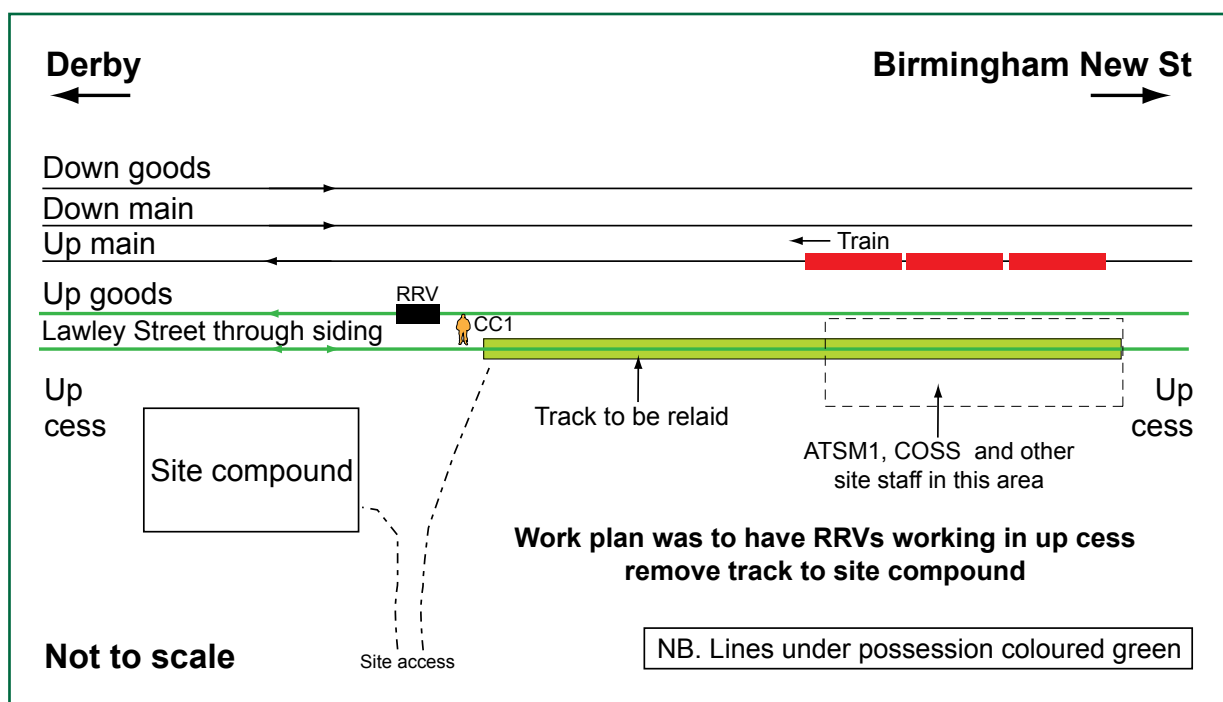 Derby
Birmingham New St
Down goods
Down main
Up main
Train
Up goods
RRV
Lawley Street through siding
CC1
Up
cess
Up
cess
Track to be relaid
ATSM1, COSS and other
site staff in this area
Site compound
Work plan was to have RRVs working in up cess
remove track to site compound
Not to scale
Site access
NB. Lines under possession coloured green